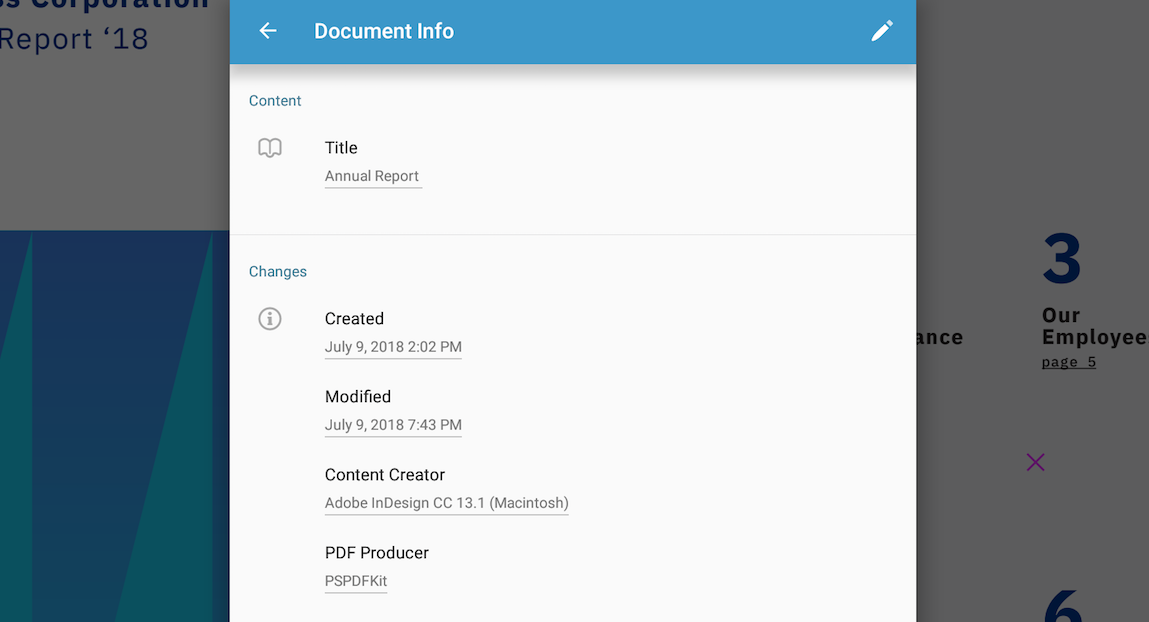 Corporation
Report ‘18
Document Info
Content
Title
Annual Report
Changes
Created
July 9, 2018 2:02 PM
Modified
July 9, 2018 7:43 PM
Content Creator
Adobe InDesign CC 13.1 (Macintosh)
PDF Producer
PSPDFKit
3
Our
Employee
page 5
6